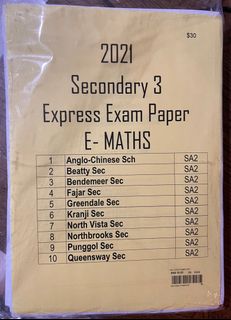 $30
2021
Secondary 3
Express Exam Paper
E- MATHS
1 Anglo-Chinese Sch SA2
2 Beatty Sec SA2
3 Bendemeer Sec SA2
4 Fajar Sec SA2
5 Greendale Sec SA2
6 Kranji Sec SA2
7 North Vista Sec SA2
8 Northbrooks Sec SA2
9 Punggol Sec SA2
10 Queensway Sec SA2